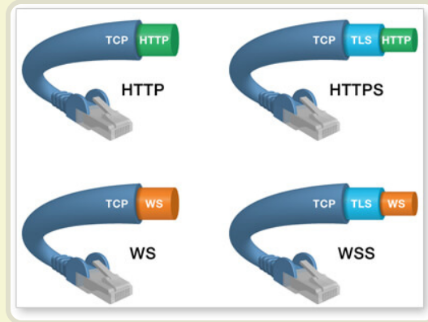 TCP HTTP
HTTP
TCP TLS HTTP
HTTPS
TCP WS
WS
TCP TLS WS
WSS